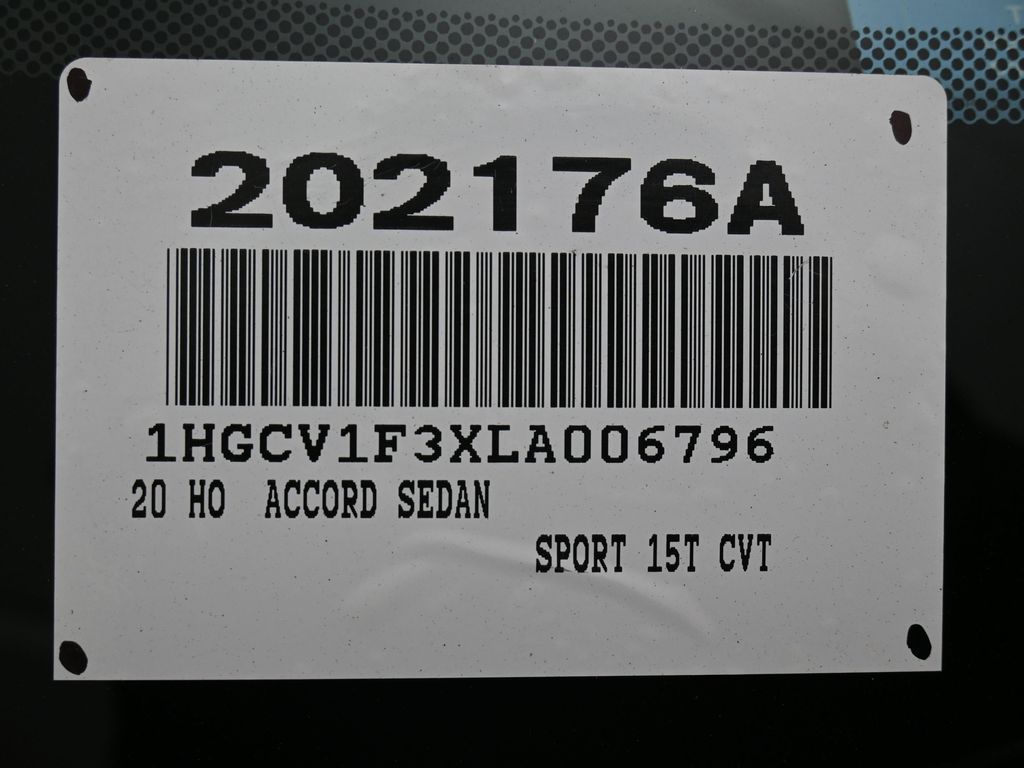 202176A
1HGCV1F3XLA006796
20 HO ACCORD SEDAN
SPORT 15T CVT